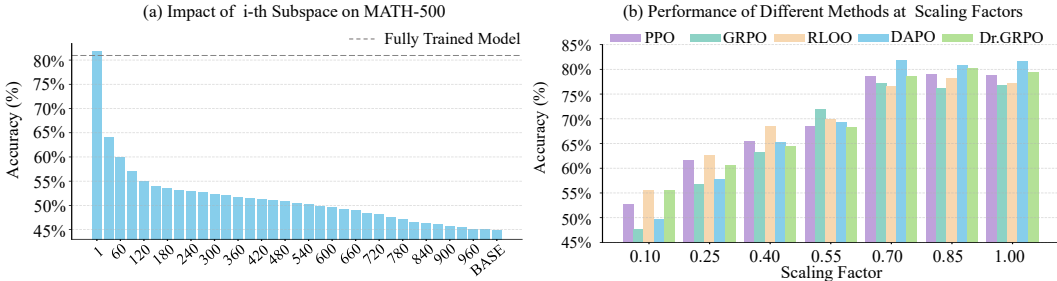 (a) Impact of i-th Subspace on MATH-500
Fully Trained Model
Accuracy (%)
80%
75%
70%
65%
60%
55%
50%
45%
1 60 120 180 240 300 360 420 480 540 600 660 720 780 840 900 960 BASE
(b) Performance of Different Methods at Scaling Factors
PPO GRPO RLOO DAPO Dr.GRPO
Accuracy (%)
85%
80%
75%
70%
65%
60%
55%
50%
45%
0.10 0.25 0.40 0.55 0.70 0.85 1.00
Scaling Factor